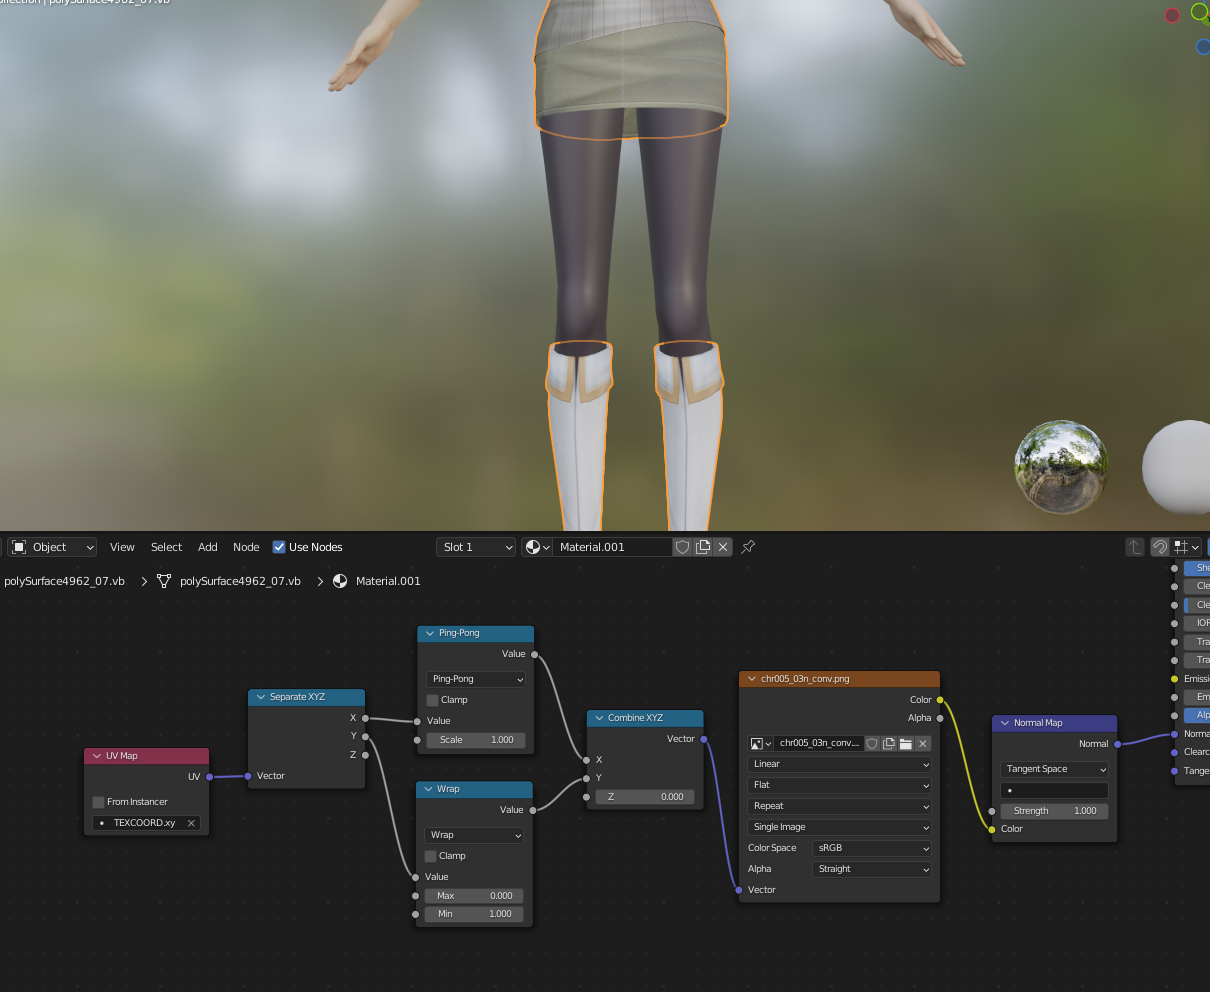 ollection | polySurface4962_07.vb
Object View Select Add Node Use Nodes Slot 1 Material.001
polySurface4962_07.vb > polySurface4962_07.vb > Material.001
UV Map
UV
From Instancer
TEXCOORD.xy
Separate XYZ
X
Y
Z
Vector
Ping-Pong
Value
Ping-Pong
Clamp
Value
Scale 1.000
Wrap
Value
Wrap
Clamp
Value
Max 0.000
Min 1.000
Combine XYZ
Vector
X
Y
Z 0.000
chr005_03n_conv.png
Color
Alpha
chr005_03n_conv....
Linear
Flat
Repeat
Single Image
Color Space sRGB
Alpha Straight
Vector
Normal Map
Normal
Tangent Space
Strength 1.000
Color
She
Cle
Cle
IOR
Tra
Tra
Emissi
Em
Alp
Norma
Clearc
Tange